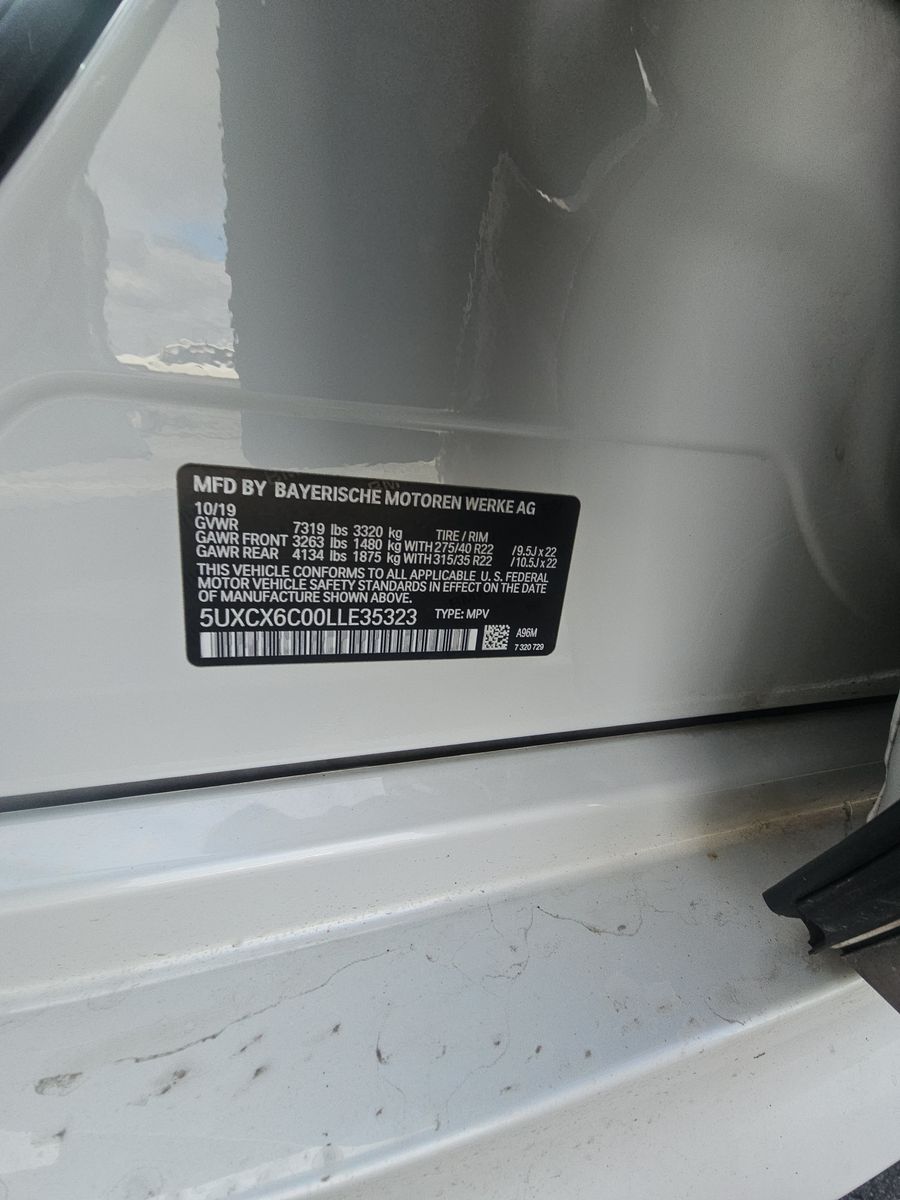 MFD BY BAYERISCHE MOTOREN WERKE AG
10/19
GVWR 7319 lbs 3320 kg TIRE / RIM
GAWR FRONT 3263 lbs 1480 kg WITH 275/40 R22 / 9.5J x 22
GAWR REAR 4134 lbs 1875 kg WITH 315/35 R22 / 10.5J x 22
THIS VEHICLE CONFORMS TO ALL APPLICABLE U. S. FEDERAL
MOTOR VEHICLE SAFETY STANDARDS IN EFFECT ON THE DATE
OF MANUFACTURE SHOWN ABOVE.
5UXCX6C00LLE35323 TYPE: MPV
A96M
7 320 729